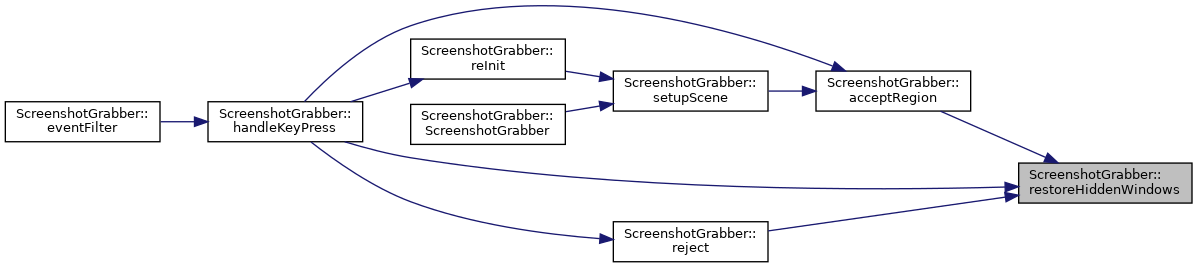 ScreenshotGrabber::
eventFilter
ScreenshotGrabber::
handleKeyPress
ScreenshotGrabber::
reInit
ScreenshotGrabber::
ScreenshotGrabber
ScreenshotGrabber::
setupScene
ScreenshotGrabber::
reject
ScreenshotGrabber::
acceptRegion
ScreenshotGrabber::
restoreHiddenWindows